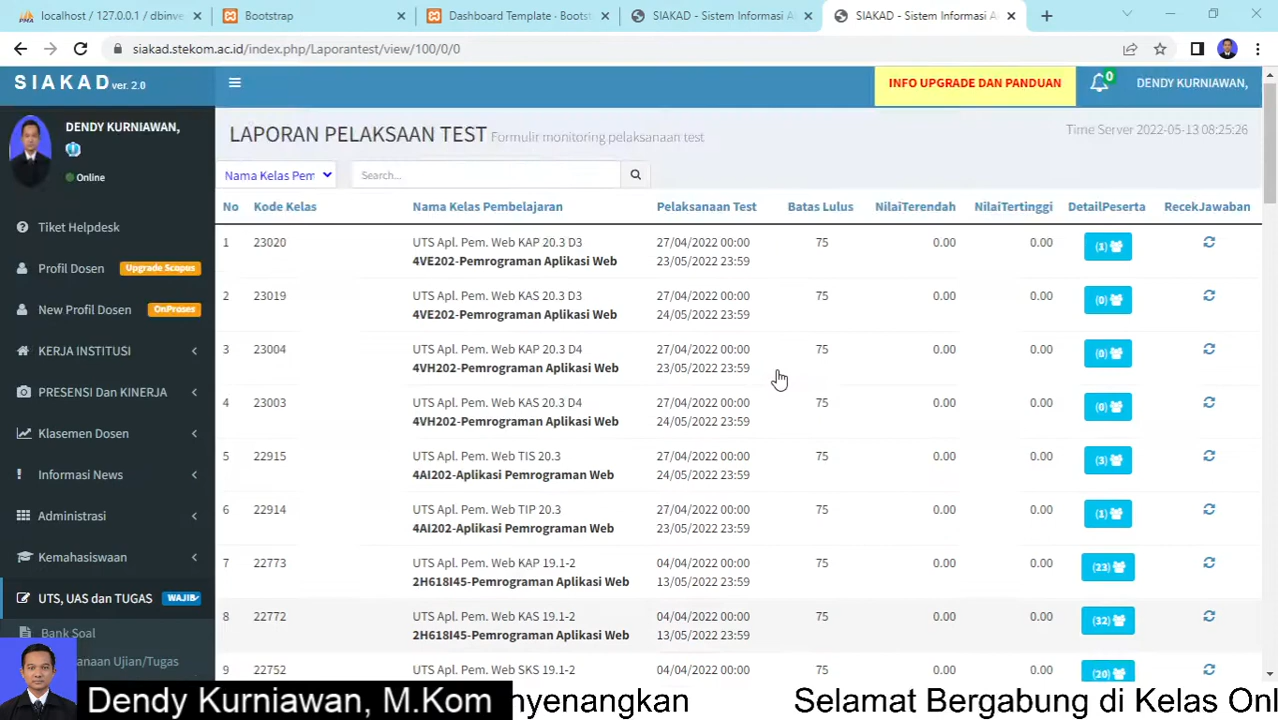 localhost / 127.0.0.1 / dbinve
Bootstrap
Dashboard Template · Boots
SIAKAD - Sistem Informasi A
SIAKAD - Sistem Informasi A
siakad.stekom.ac.id/index.php/Laporantest/view/100/0/0
SIAKAD ver. 2.0
INFO UPGRADE DAN PANDUAN
0
DENDY KURNIAWAN,
DENDY KURNIAWAN,
Online
LAPORAN PELAKSAAN TEST Formulir monitoring pelaksanaan test
Time Server 2022-05-13 08:25:26
Nama Kelas Pem
Search...
No Kode Kelas Nama Kelas Pembelajaran Pelaksanaan Test Batas Lulus NilaiTerendah NilaiTertinggi DetailPeserta RecekJawaban
1 23020 UTS Apl. Pem. Web KAP 20.3 D3 27/04/2022 00:00 75 0.00 0.00 (1)
4VE202-Pemrograman Aplikasi Web 23/05/2022 23:59
2 23019 UTS Apl. Pem. Web KAS 20.3 D3 27/04/2022 00:00 75 0.00 0.00 (0)
4VE202-Pemrograman Aplikasi Web 24/05/2022 23:59
3 23004 UTS Apl. Pem. Web KAP 20.3 D4 27/04/2022 00:00 75 0.00 0.00 (0)
4VH202-Pemrograman Aplikasi Web 23/05/2022 23:59
4 23003 UTS Apl. Pem. Web KAS 20.3 D4 27/04/2022 00:00 75 0.00 0.00 (0)
4VH202-Pemrograman Aplikasi Web 24/05/2022 23:59
5 22915 UTS Apl. Pem. Web TIS 20.3 27/04/2022 00:00 75 0.00 0.00 (3)
4AI202-Aplikasi Pemrograman Web 24/05/2022 23:59
6 22914 UTS Apl. Pem. Web TIP 20.3 27/04/2022 00:00 75 0.00 0.00 (1)
4AI202-Aplikasi Pemrograman Web 23/05/2022 23:59
7 22773 UTS Apl. Pem. Web KAP 19.1-2 04/04/2022 00:00 75 0.00 0.00 (23)
2H618I45-Pemrograman Aplikasi Web 13/05/2022 23:59
8 22772 UTS Apl. Pem. Web KAS 19.1-2 04/04/2022 00:00 75 0.00 0.00 (32)
2H618I45-Pemrograman Aplikasi Web 13/05/2022 23:59
9 22752 UTS Apl. Pem. Web SKS 19.1-2 04/04/2022 00:00 75 0.00 0.00 (20)
Tiket Helpdesk
Profil Dosen Upgrade Scopus
New Profil Dosen OnProses
KERJA INSTITUSI
PRESENSI Dan KINERJA
Klasemen Dosen
Informasi News
Administrasi
Kemahasiswaan
UTS, UAS dan TUGAS WAJIB
Bank Soal
anaan Ujian/Tugas
Dendy Kurniawan, M.Kom
nyenangkan
Selamat Bergabung di Kelas Onl